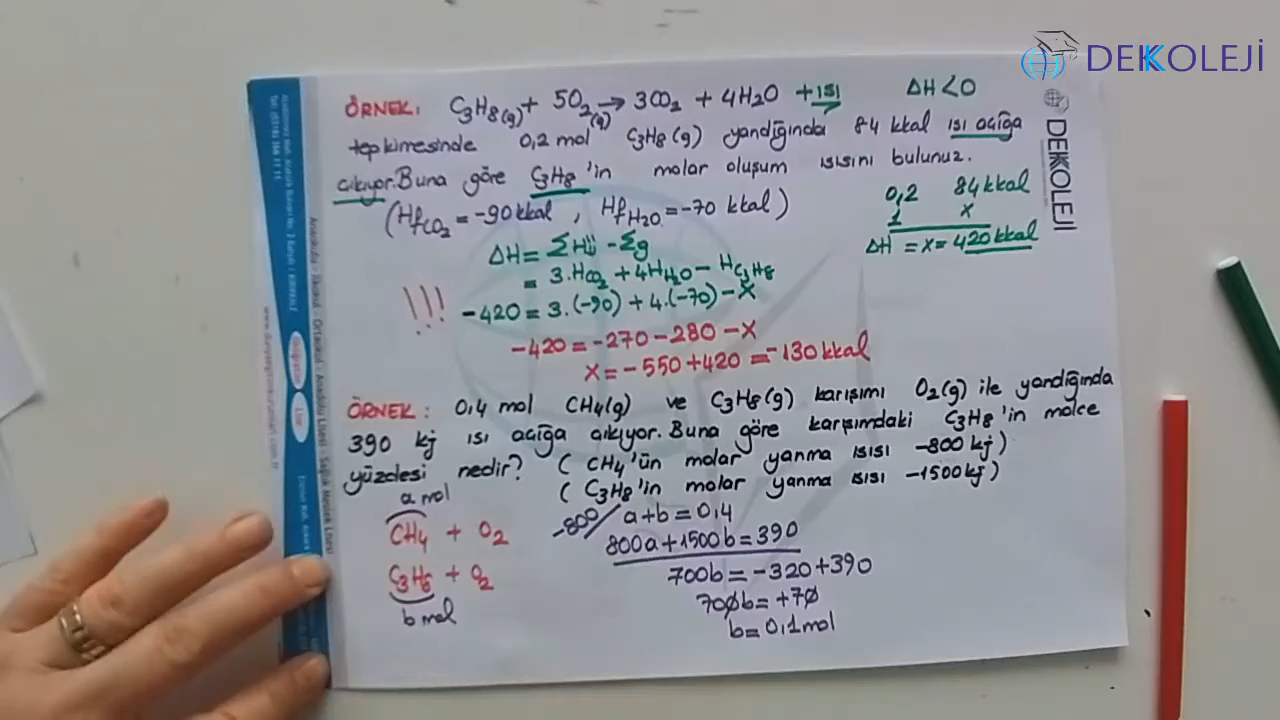 DEKKOLEJİ
ÖRNEK: C3H8(g) + 5O2(g) → 3CO2 + 4H2O + ısı ΔH<0
tepkimesinde 0,2 mol C3H8(g) yandığında 84 kkal ısı açığa
çıkıyor. Buna göre C3H8'in molar oluşum ısısını bulunuz.
(HfCO2 = -90kkal , HfH2O = -70 kkal)
0,2 84 kkal
1 x
ΔH = x = 420 kkal
ΔH = ΣHü - Σg
= 3.HCO2 + 4HH2O - HC3H8
!!!
-420 = 3.(-90) + 4.(-70) - X
-420 = -270 - 280 - X
X = -550 + 420 = -130 kkal
ÖRNEK: 0,4 mol CH4(g) ve C3H8(g) karışımı O2(g) ile yandığında
390 kj ısı açığa çıkıyor. Buna göre karşımdaki C3H8'in molce
yüzdesi nedir? ( CH4'ün molar yanma ısısı -800 kj )
( C3H8'in molar yanma ısısı -1500 kj )
a mol
CH4 + O2
C3H8 + O2
b mol
-800/ a+b = 0,4
800a + 1500b = 390
700b = -320 + 390
700b = +70
b = 0,1 mol
DEKKOLEJI